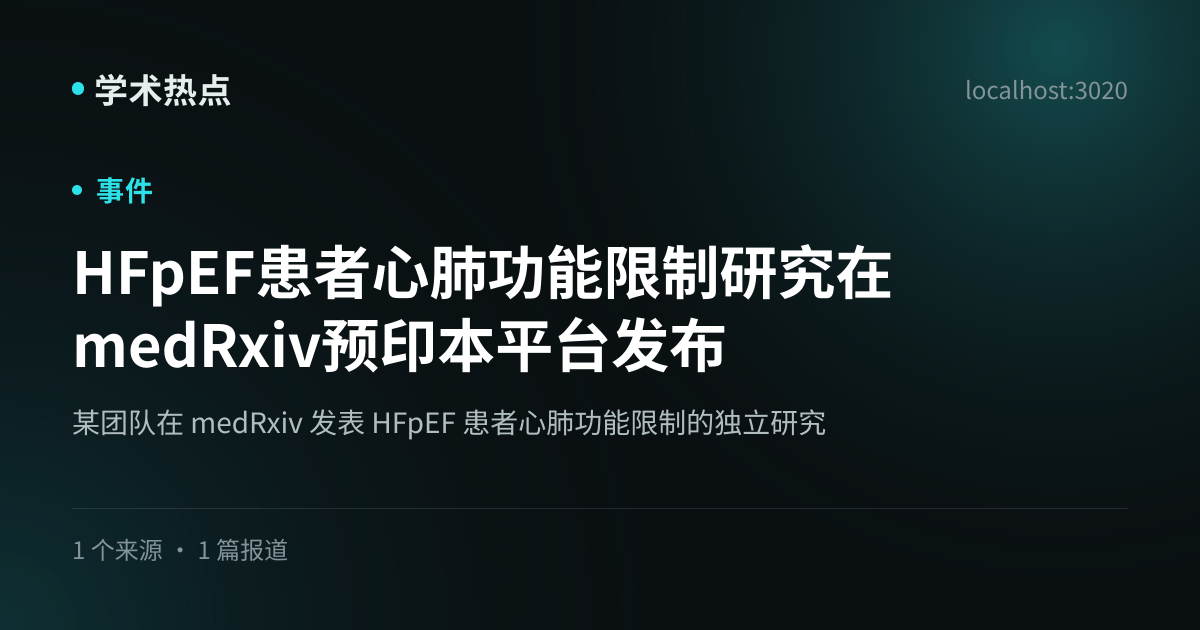 学术热点
localhost:3020
事件
HFpEF患者心肺功能限制研究在
medRxiv预印本平台发布
某团队在 medRxiv 发表 HFpEF 患者心肺功能限制的独立研究
1 个来源 · 1 篇报道